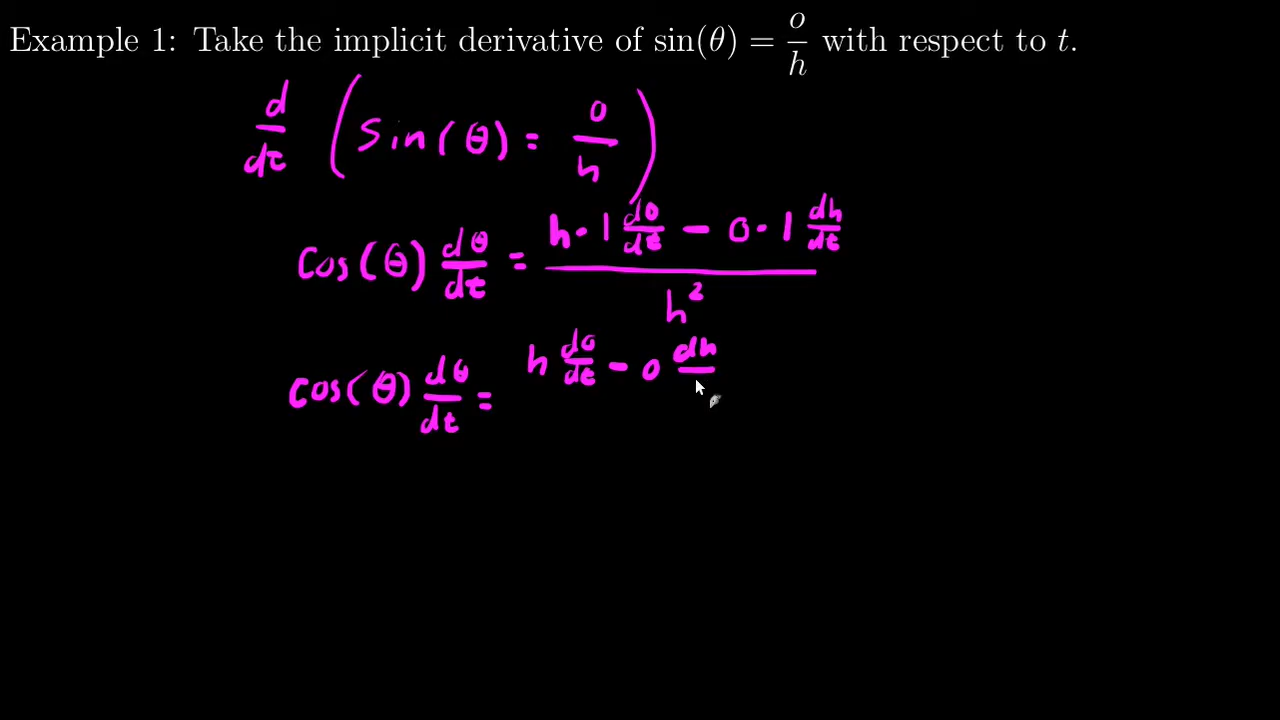 Example 1: Take the implicit derivative of sin(θ) = o/h with respect to t.
d/dt (Sin(θ) = o/h)
Cos(θ) dθ/dt = (h·1 do/dt − o·1 dh/dt)/h²
Cos(θ) dθ/dt = h do/dt − o dh/